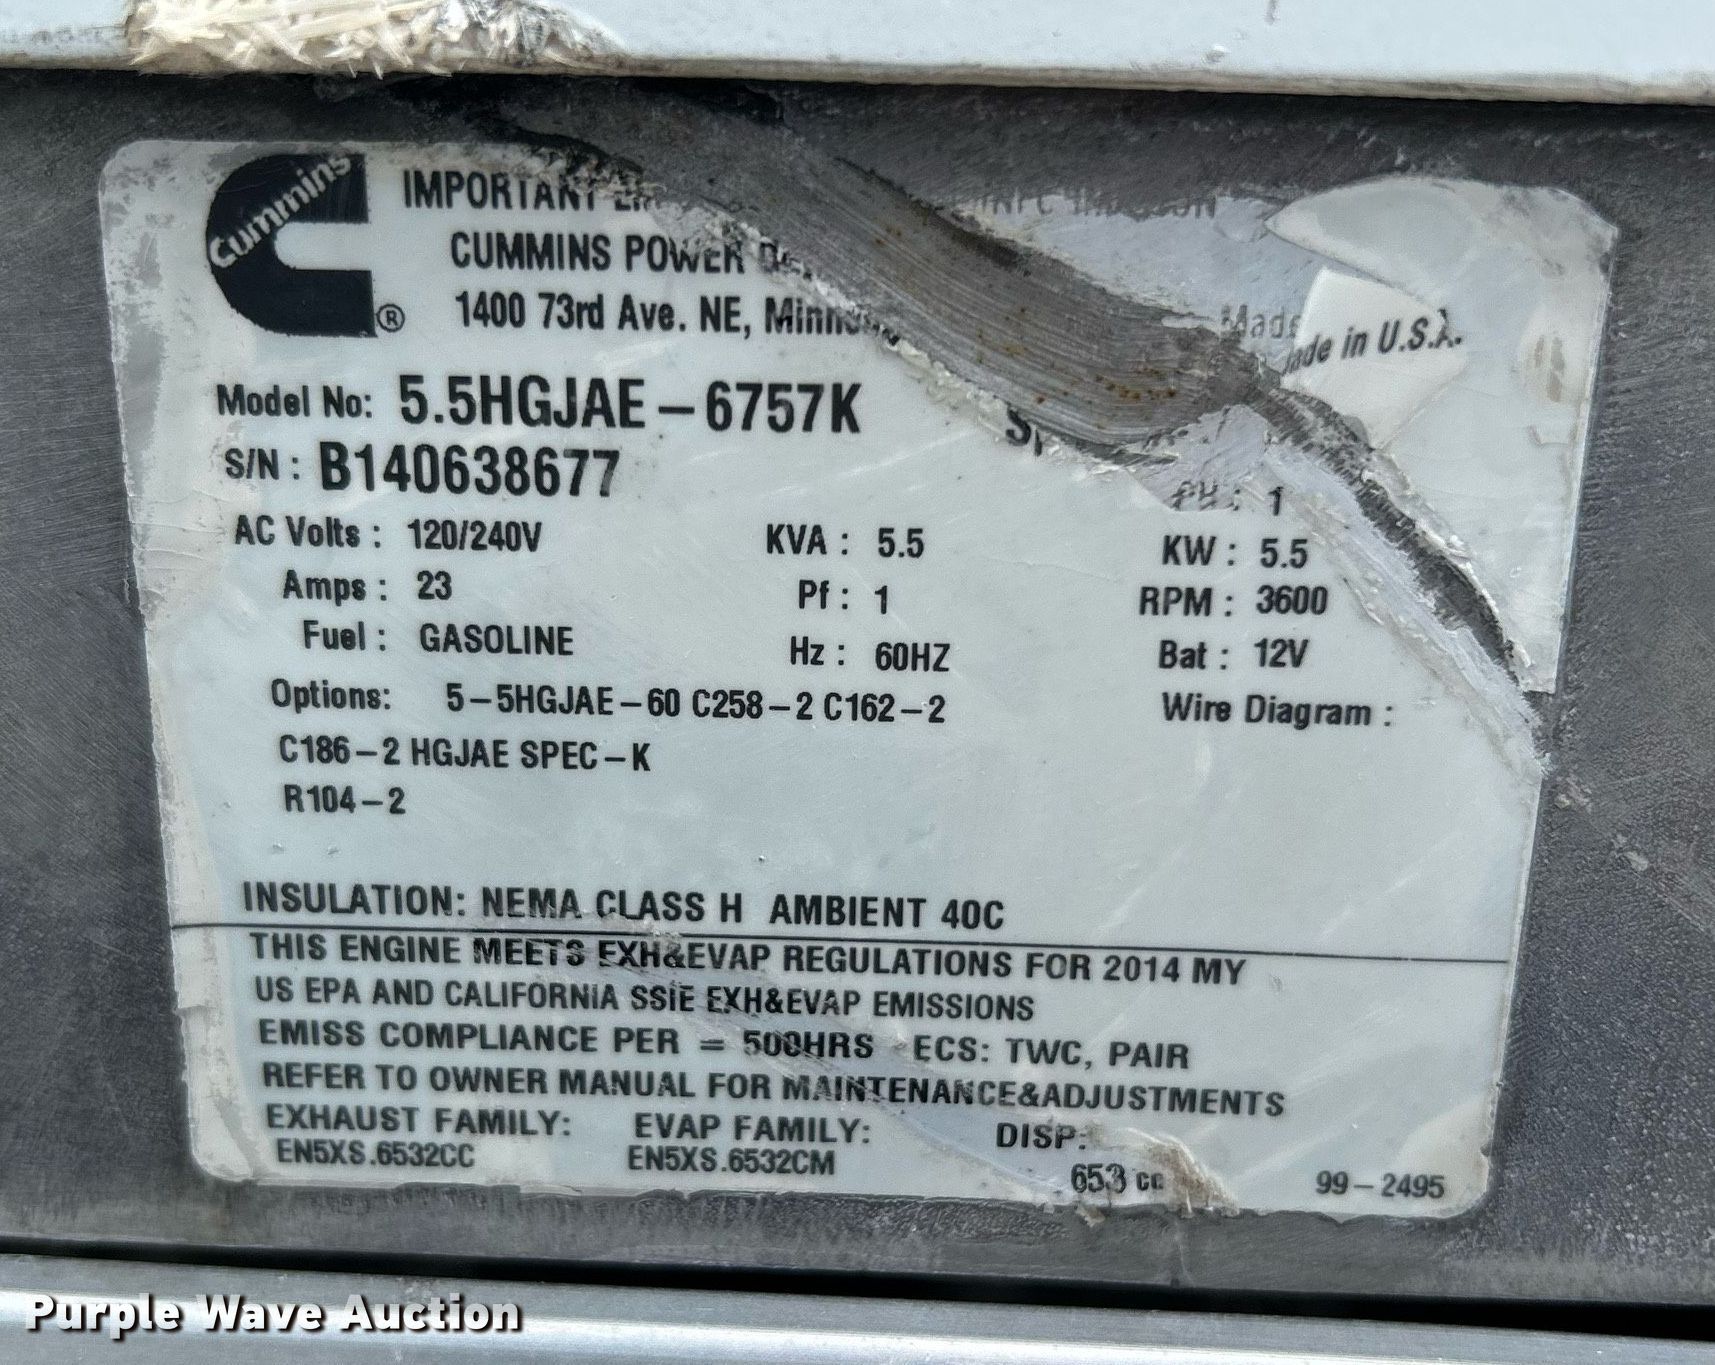 Cummins
®
IMPORTANT
CUMMINS POWER
1400 73rd Ave. NE,
Made in U.S.A.
Model No: 5.5HGJAE-6757K
S/N: B140638677
PH: 1
AC Volts: 120/240V KVA: 5.5 KW: 5.5
Amps: 23 Pf: 1 RPM: 3600
Fuel: GASOLINE Hz: 60HZ Bat: 12V
Options: 5-5HGJAE-60 C258-2 C162-2 Wire Diagram:
C186-2 HGJAE SPEC-K
R104-2
INSULATION: NEMA CLASS H AMBIENT 40C
THIS ENGINE MEETS EXH&EVAP REGULATIONS FOR 2014 MY
US EPA AND CALIFORNIA SSIE EXH&EVAP EMISSIONS
EMISS COMPLIANCE PER = 500HRS ECS: TWC, PAIR
REFER TO OWNER MANUAL FOR MAINTENANCE&ADJUSTMENTS
EXHAUST FAMILY: EVAP FAMILY: DISP:
EN5XS.6532CC EN5XS.6532CM 653 cc 99-2495
Purple Wave Auction